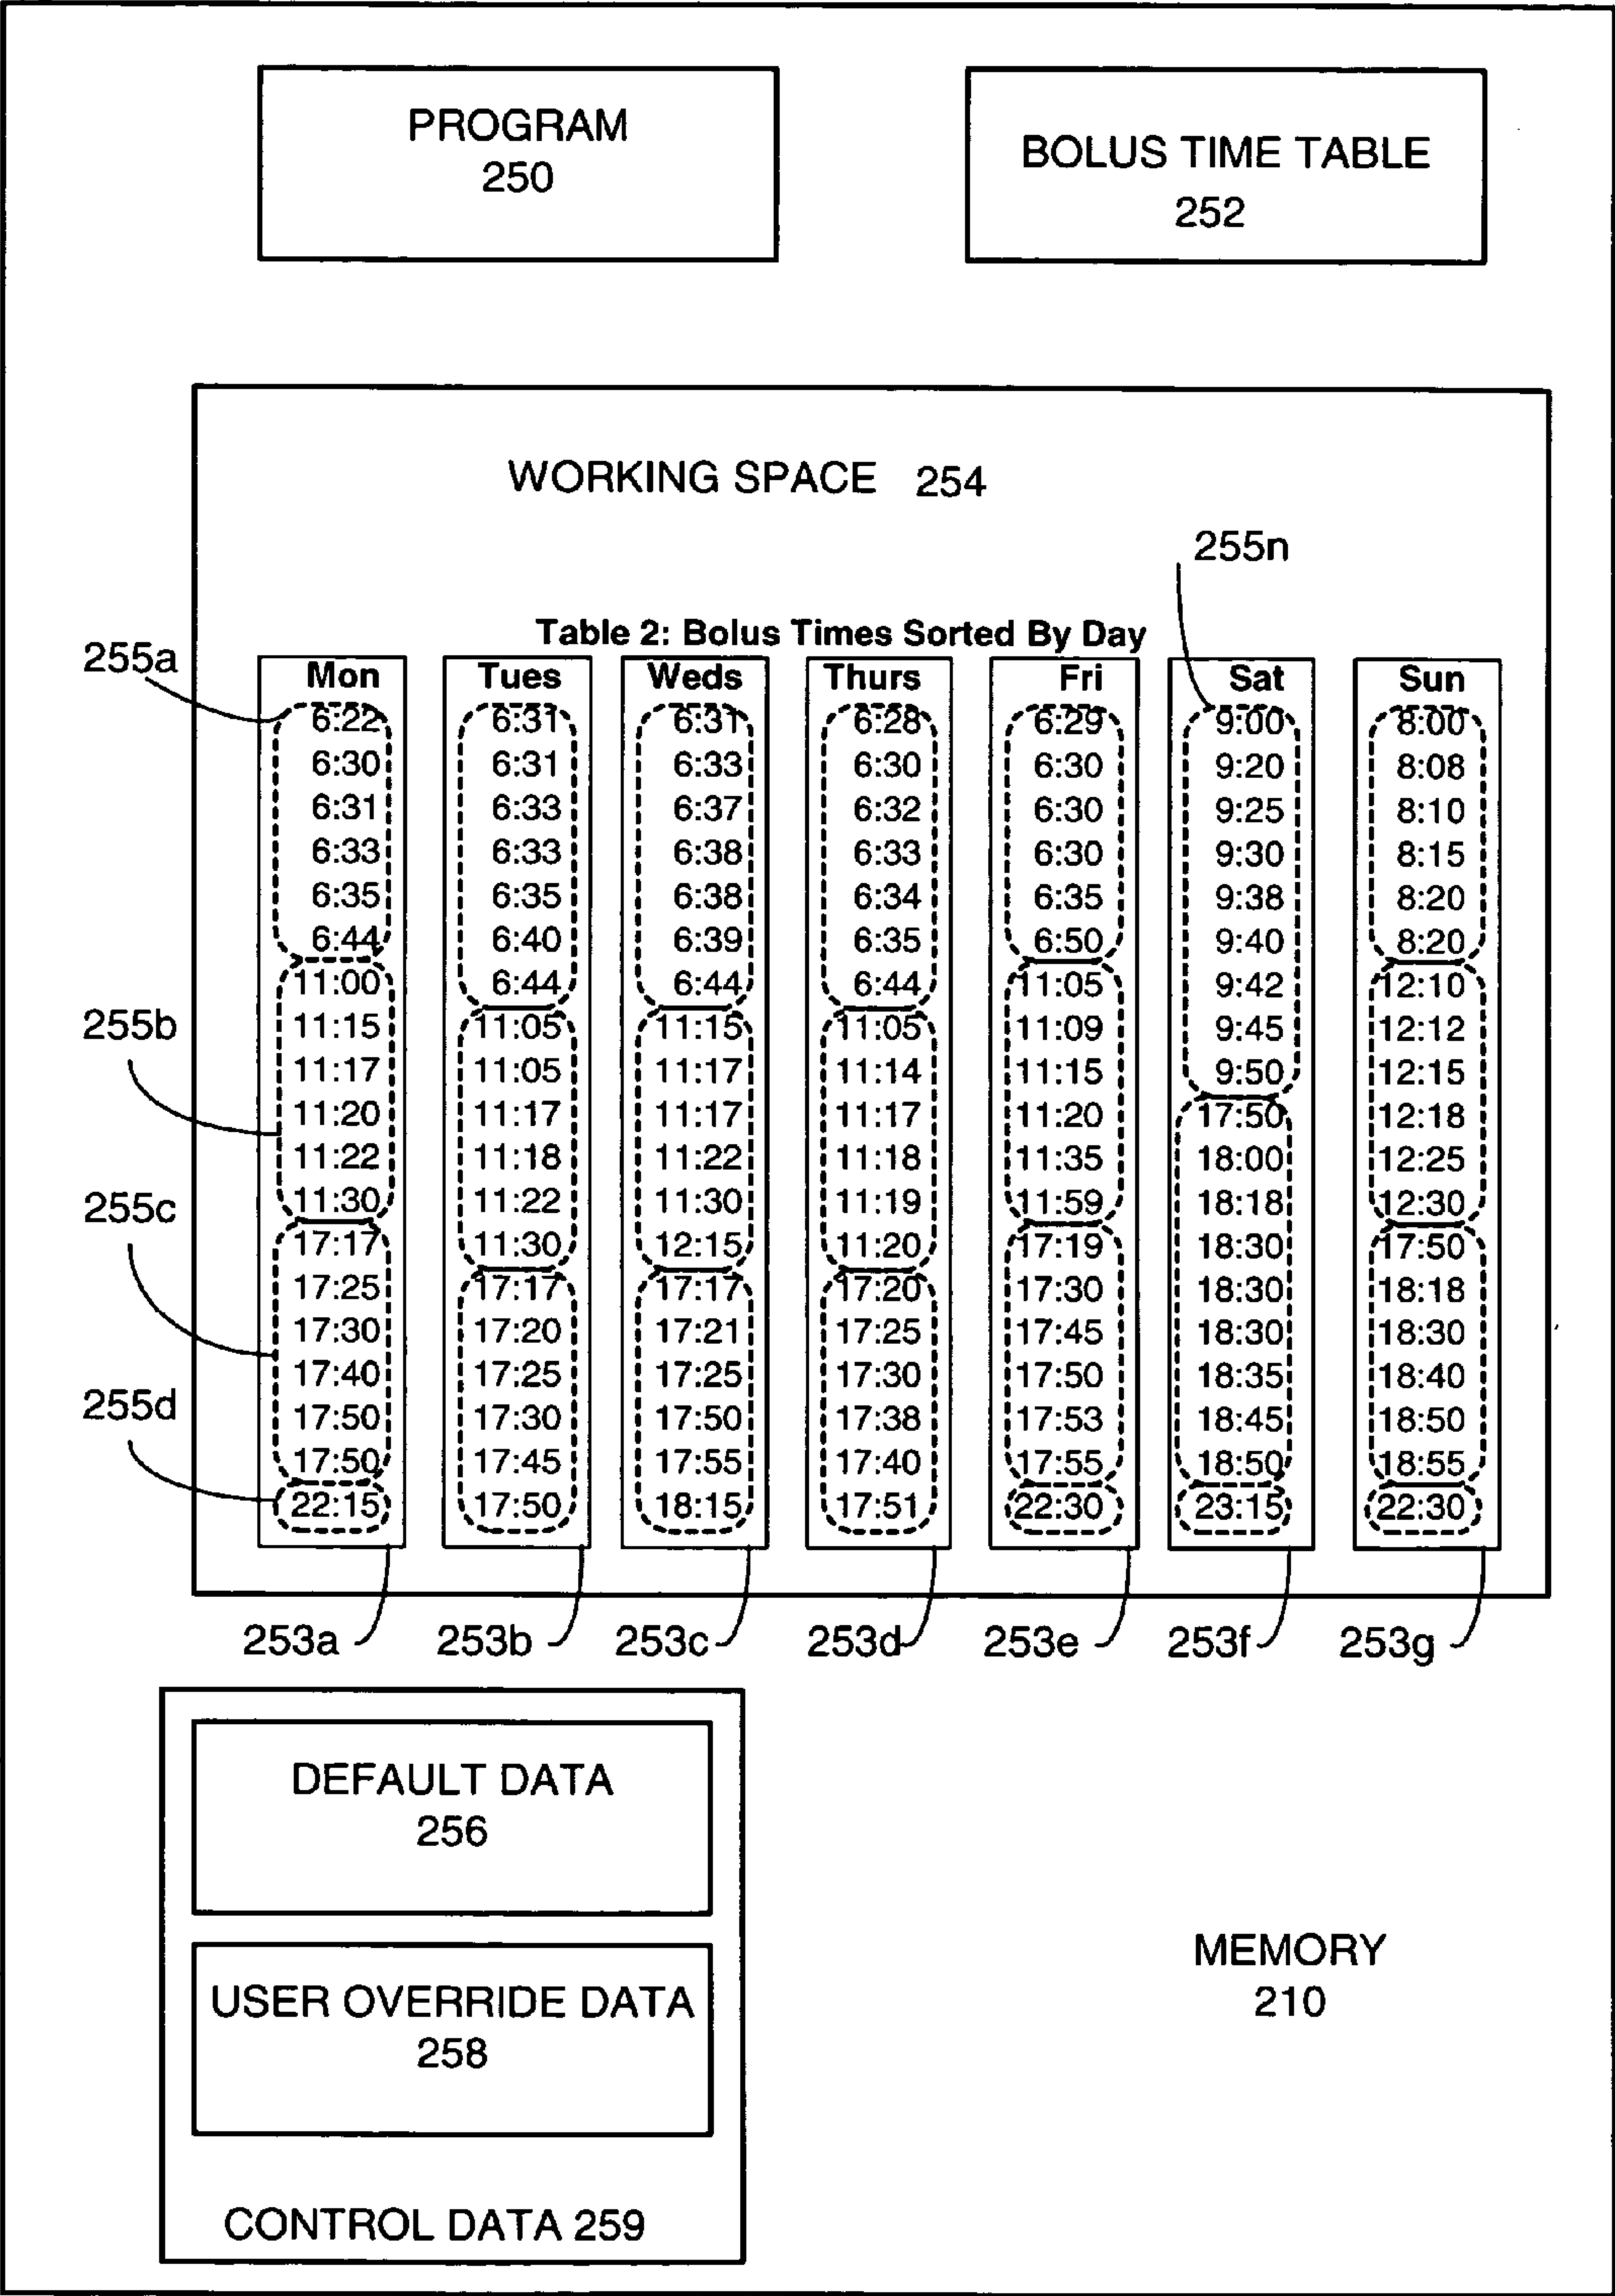 PROGRAM
250
BOLUS TIME TABLE
252
WORKING SPACE 254
255n
Table 2: Bolus Times Sorted By Day
255a
255b
255c
255d
Mon Tues Weds Thurs Fri Sat Sun
6:22 6:31 6:31 6:28 6:29 9:00 8:00
6:30 6:31 6:33 6:30 6:30 9:20 8:08
6:31 6:33 6:37 6:32 6:30 9:25 8:10
6:33 6:33 6:38 6:33 6:30 9:30 8:15
6:35 6:35 6:38 6:34 6:35 9:38 8:20
6:44 6:40 6:39 6:35 6:50 9:40 8:20
11:00 6:44 6:44 6:44 11:05 9:42 12:10
11:15 11:05 11:15 11:05 11:09 9:45 12:12
11:17 11:05 11:17 11:14 11:15 9:50 12:15
11:20 11:17 11:17 11:17 11:20 17:50 12:18
11:22 11:18 11:22 11:18 11:35 18:00 12:25
11:30 11:22 11:30 11:19 11:59 18:18 12:30
17:17 11:30 12:15 11:20 17:19 18:30 17:50
17:25 17:17 17:17 17:20 17:30 18:30 18:18
17:30 17:20 17:21 17:25 17:45 18:30 18:30
17:40 17:25 17:25 17:30 17:50 18:35 18:40
17:50 17:30 17:50 17:38 17:53 18:45 18:50
17:50 17:45 17:55 17:40 17:55 18:50 18:55
22:15 17:50 18:15 17:51 22:30 23:15 22:30
253a 253b 253c 253d 253e 253f 253g
DEFAULT DATA
256
USER OVERRIDE DATA
258
CONTROL DATA 259
MEMORY
210